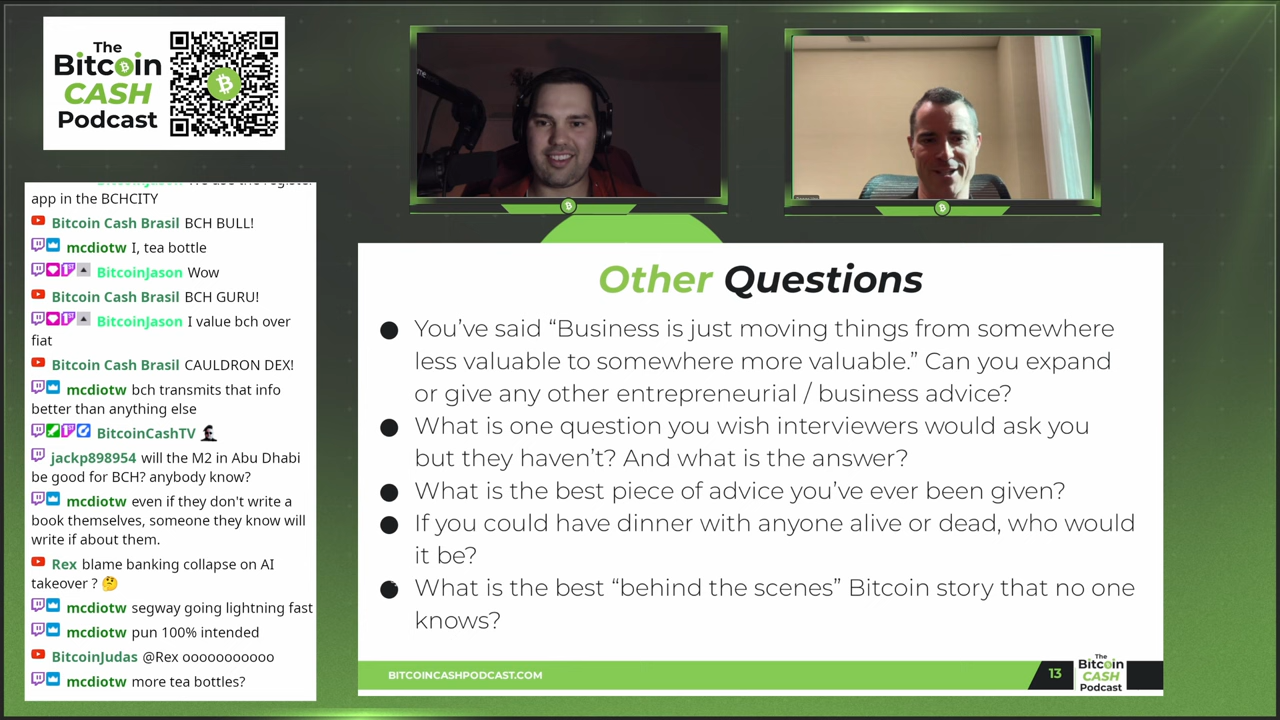 The
Bitcoin
CASH
Podcast
app in the BCHCITY
Bitcoin Cash Brasil BCH BULL!
mcdiotw I, tea bottle
BitcoinJason Wow
Bitcoin Cash Brasil BCH GURU!
BitcoinJason I value bch over
fiat
Bitcoin Cash Brasil CAULDRON DEX!
mcdiotw bch transmits that info
better than anything else
BitcoinCashTV
jackp898954 will the M2 in Abu Dhabi
be good for BCH? anybody know?
mcdiotw even if they don't write a
book themselves, someone they know will
write if about them.
Rex blame banking collapse on AI
takeover ? 🤔
mcdiotw segway going lightning fast
mcdiotw pun 100% intended
BitcoinJudas @Rex ooooooooooo
mcdiotw more tea bottles?
Other Questions
● You’ve said “Business is just moving things from somewhere
less valuable to somewhere more valuable.” Can you expand
or give any other entrepreneurial / business advice?
● What is one question you wish interviewers would ask you
but they haven’t? And what is the answer?
● What is the best piece of advice you’ve ever been given?
● If you could have dinner with anyone alive or dead, who would
it be?
● What is the best “behind the scenes” Bitcoin story that no one
knows?
BITCOINCASHPODCAST.COM
13
The
Bitcoin
CASH
Podcast